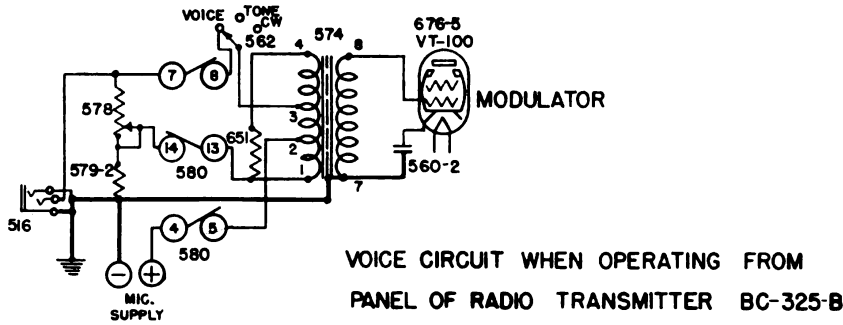 VOICE
TONE
CW
562
4
574
8
676-5
VT-100
7
8
578
3
MODULATOR
651
14
13
2
579-2
580
1
7
560-2
516
4
5
580
VOICE CIRCUIT WHEN OPERATING FROM
PANEL OF RADIO TRANSMITTER BC-325-B
− +
MIC.
SUPPLY